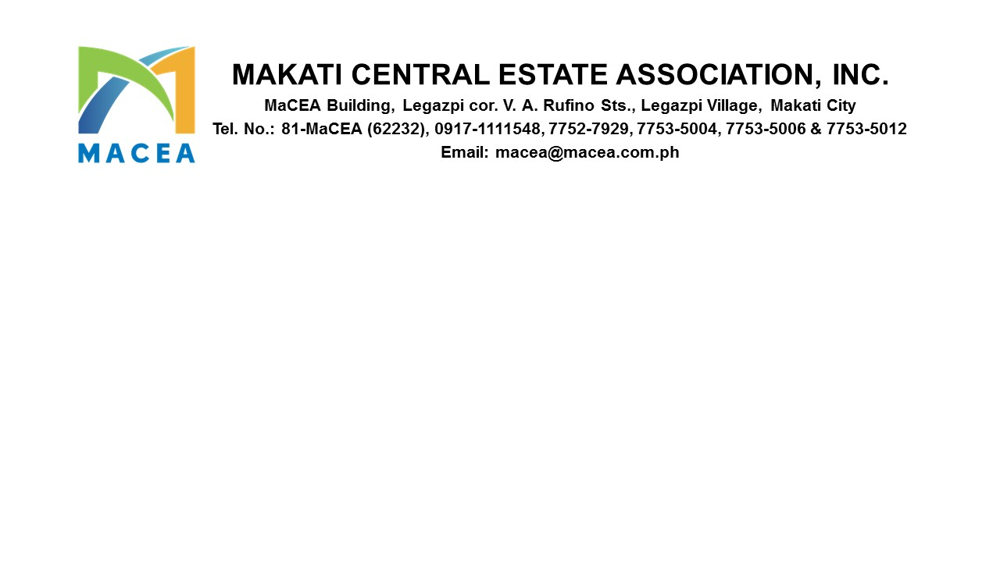 MACEA
MAKATI CENTRAL ESTATE ASSOCIATION, INC.
MaCEA Building, Legazpi cor. V. A. Rufino Sts., Legazpi Village, Makati City
Tel. No.: 81-MaCEA (62232), 0917-1111548, 7752-7929, 7753-5004, 7753-5006 & 7753-5012
Email: macea@macea.com.ph